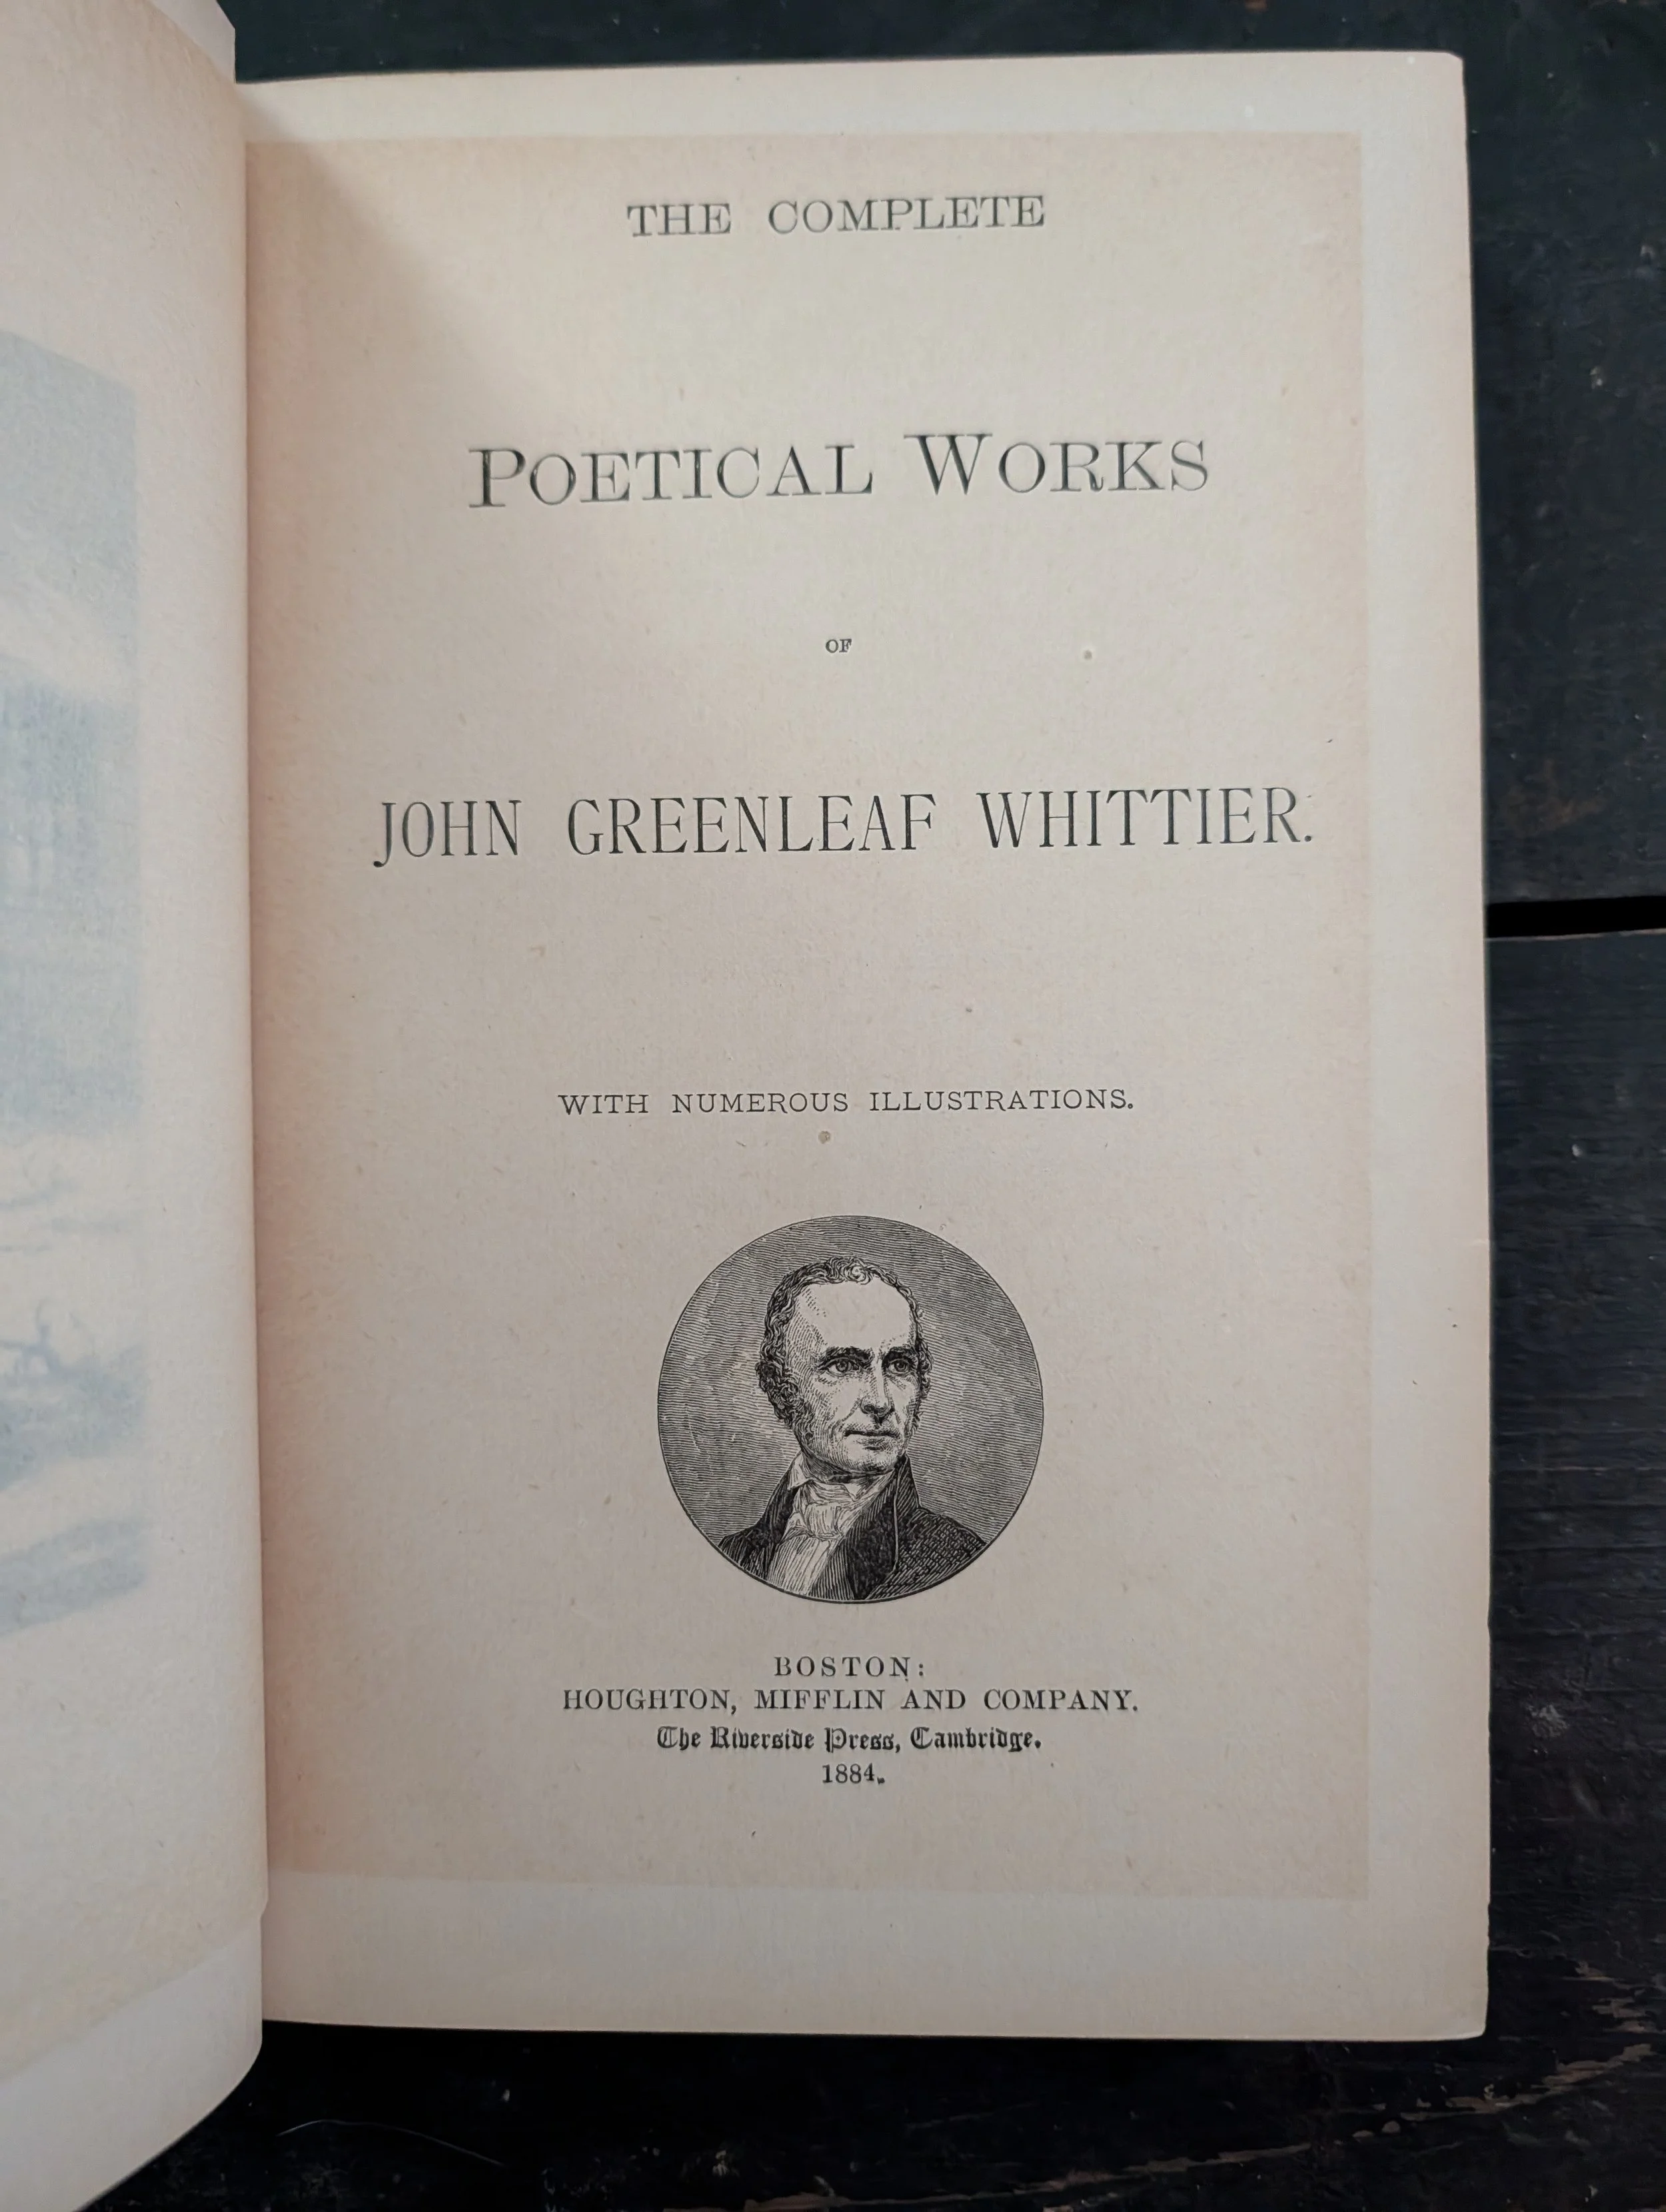 THE COMPLETE
POETICAL WORKS
OF
JOHN GREENLEAF WHITTIER.
WITH NUMEROUS ILLUSTRATIONS.
BOSTON:
HOUGHTON, MIFFLIN AND COMPANY.
The Riverside Press, Cambridge.
1884.